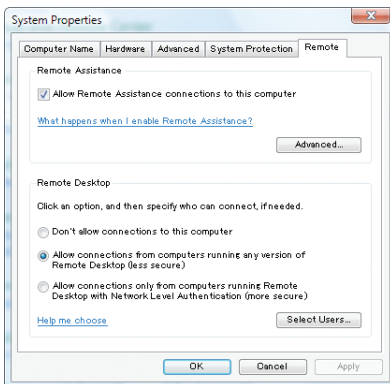 System Properties
Computer Name Hardware Advanced System Protection Remote
Remote Assistance
Allow Remote Assistance connections to this computer
What happens when I enable Remote Assistance?
Advanced...
Remote Desktop
Click an option, and then specify who can connect, if needed.
Don't allow connections to this computer
Allow connections from computers running any version of
Remote Desktop (less secure)
Allow connections only from computers running Remote
Desktop with Network Level Authentication (more secure)
Help me choose
Select Users...
OK Cancel Apply